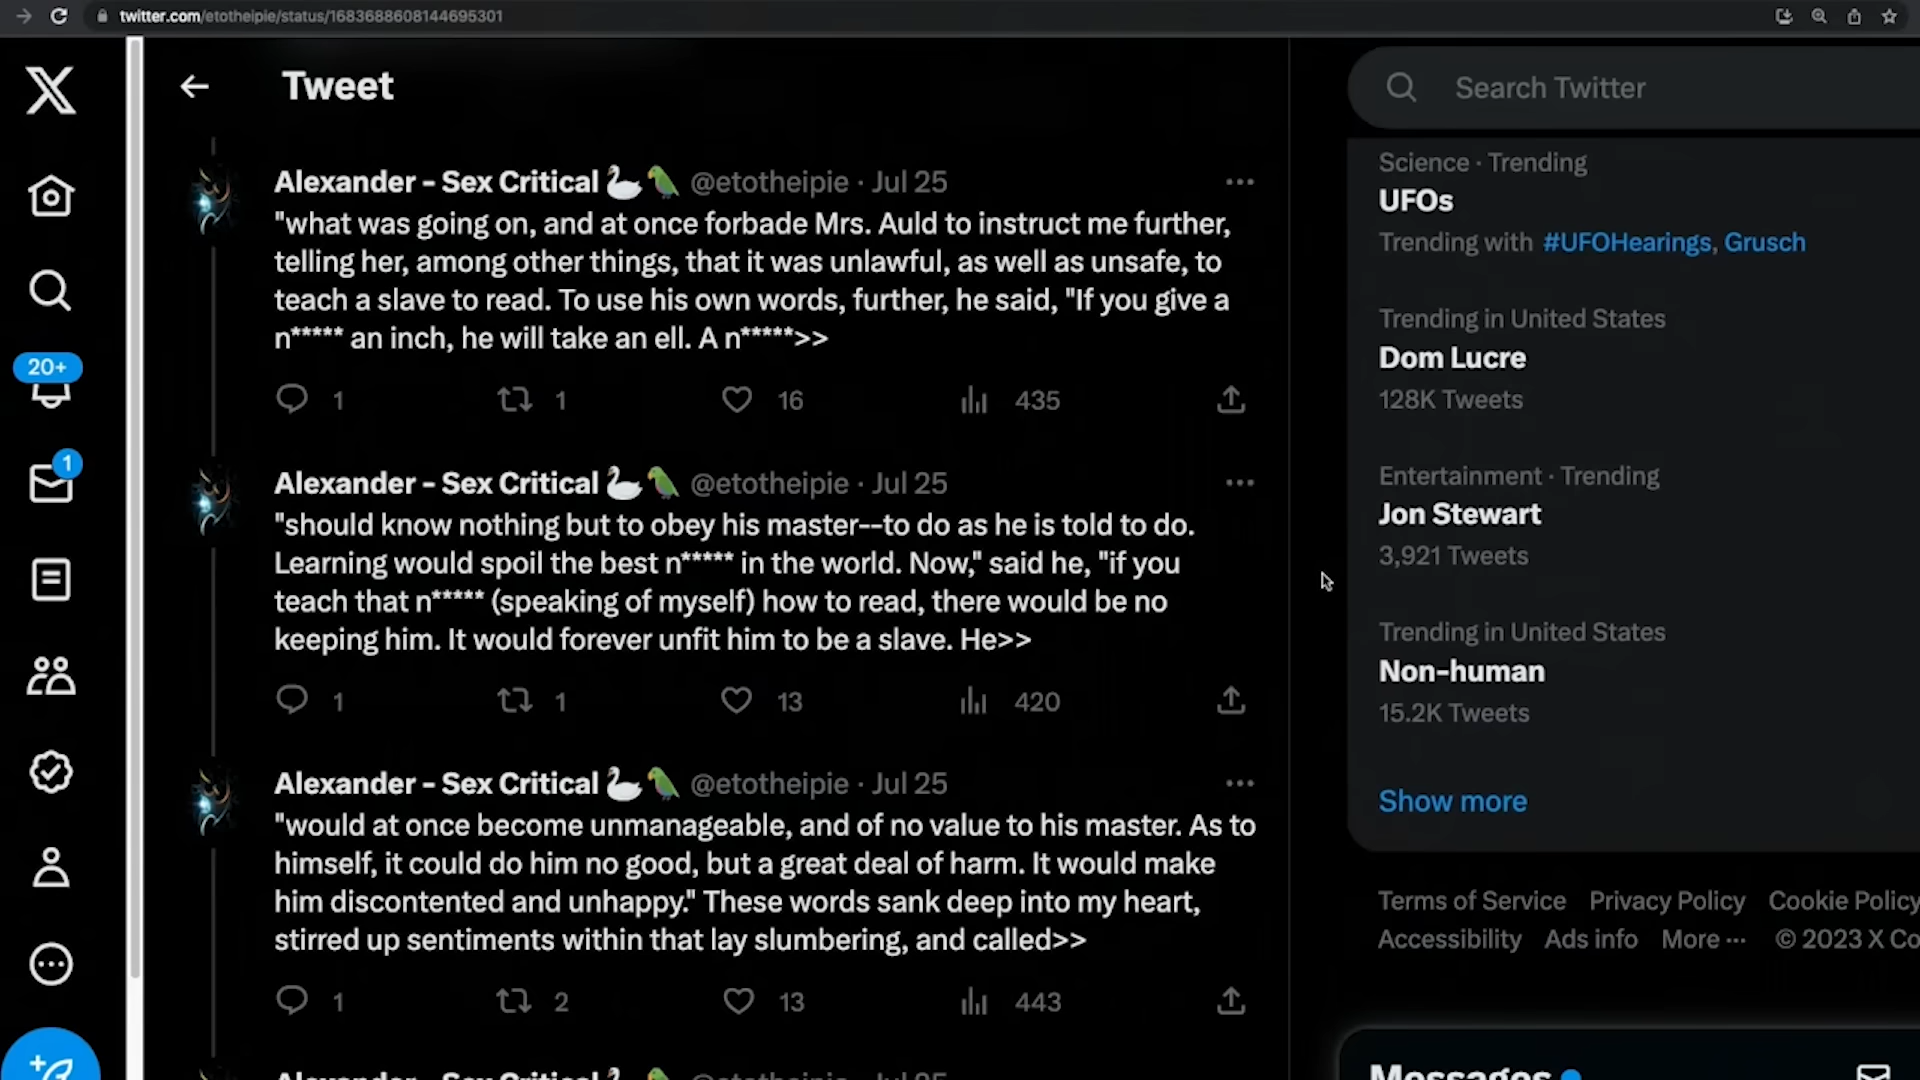 twitter.com/etotheipie/status/1683688608144695301
Tweet
Search Twitter
Alexander - Sex Critical 🦢🦜 @etotheipie · Jul 25
"what was going on, and at once forbade Mrs. Auld to instruct me further,
telling her, among other things, that it was unlawful, as well as unsafe, to
teach a slave to read. To use his own words, further, he said, "If you give a
n***** an inch, he will take an ell. A n*****>>
1 1 16 435
Alexander - Sex Critical 🦢🦜 @etotheipie · Jul 25
"should know nothing but to obey his master--to do as he is told to do.
Learning would spoil the best n***** in the world. Now," said he, "if you
teach that n***** (speaking of myself) how to read, there would be no
keeping him. It would forever unfit him to be a slave. He>>
1 1 13 420
Alexander - Sex Critical 🦢🦜 @etotheipie · Jul 25
"would at once become unmanageable, and of no value to his master. As to
himself, it could do him no good, but a great deal of harm. It would make
him discontented and unhappy." These words sank deep into my heart,
stirred up sentiments within that lay slumbering, and called>>
1 2 13 443
Alexander - Sex Critical 🦢🦜 @etotheipie · Jul 25
20+
1
Science · Trending
UFOs
Trending with #UFOHearings, Grusch
Trending in United States
Dom Lucre
128K Tweets
Entertainment · Trending
Jon Stewart
3,921 Tweets
Trending in United States
Non-human
15.2K Tweets
Show more
Terms of Service Privacy Policy Cookie Policy
Accessibility Ads info More ··· © 2023 X Co
Messages